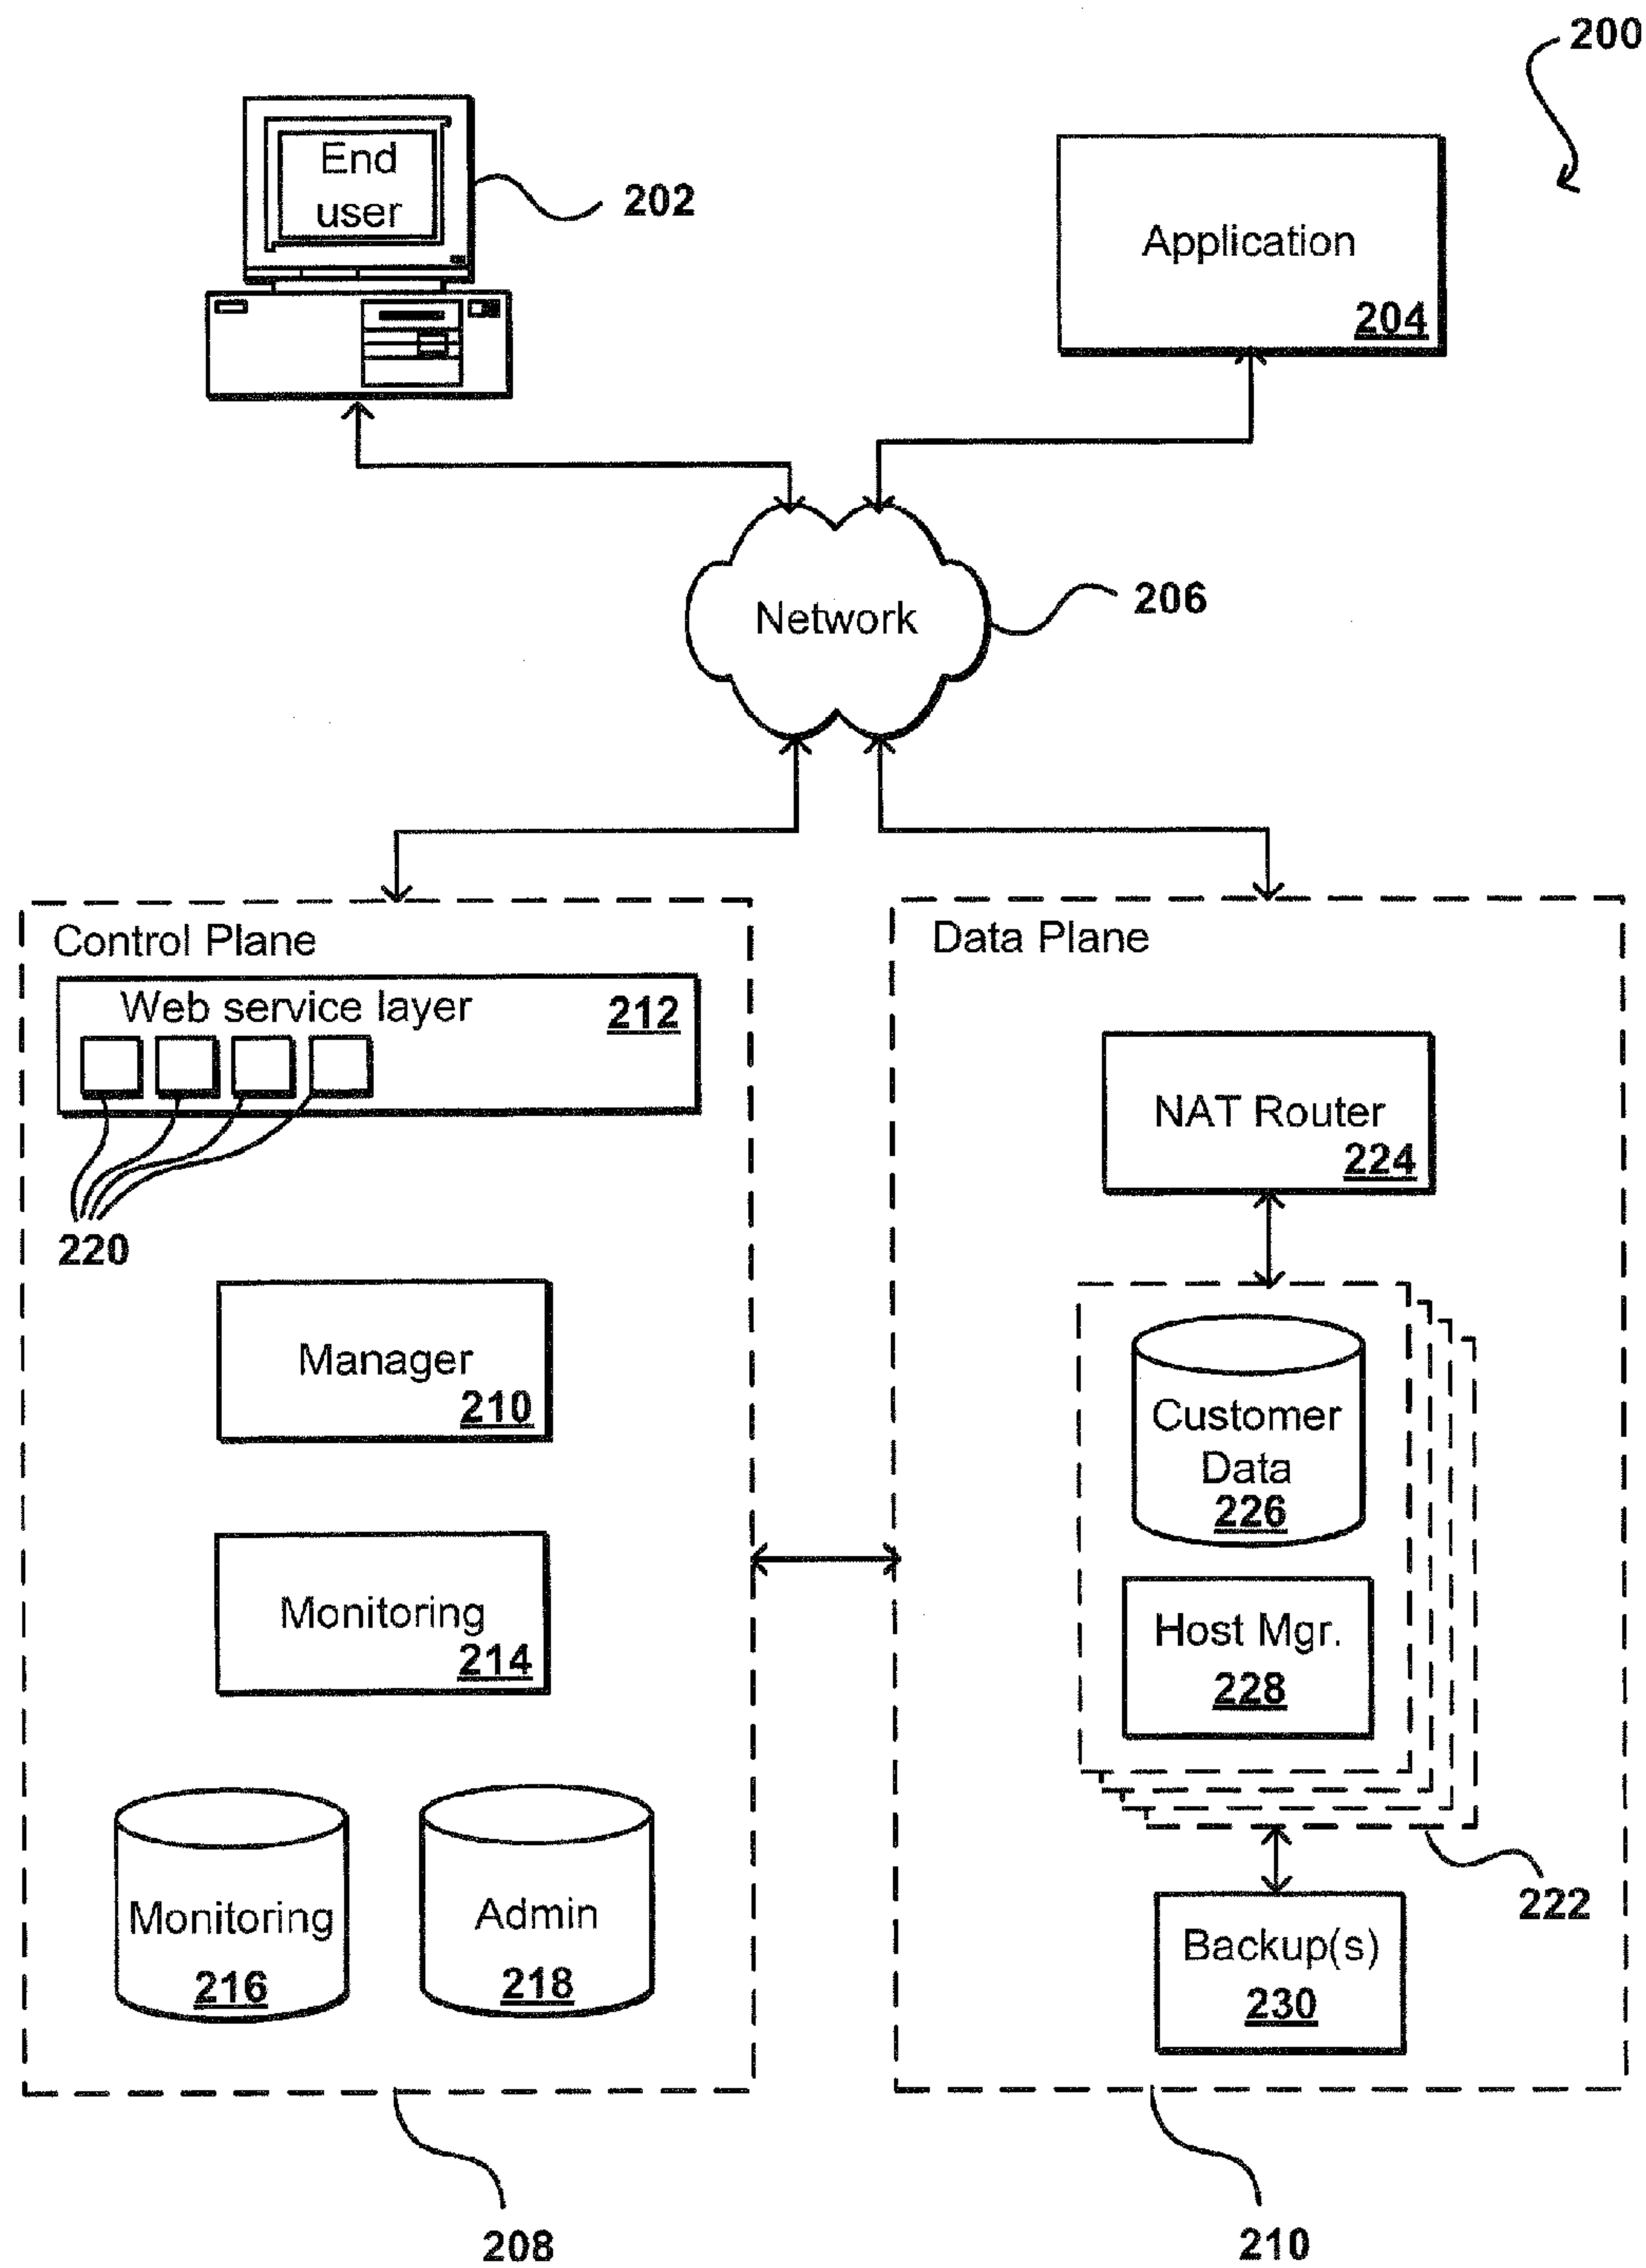 200
End
user
202
Application
204
Network
206
Control Plane
Web service layer
212
220
Manager
210
Monitoring
214
Monitoring
216
Admin
218
208
Data Plane
NAT Router
224
Customer
Data
226
Host Mgr.
228
222
Backup(s)
230
210